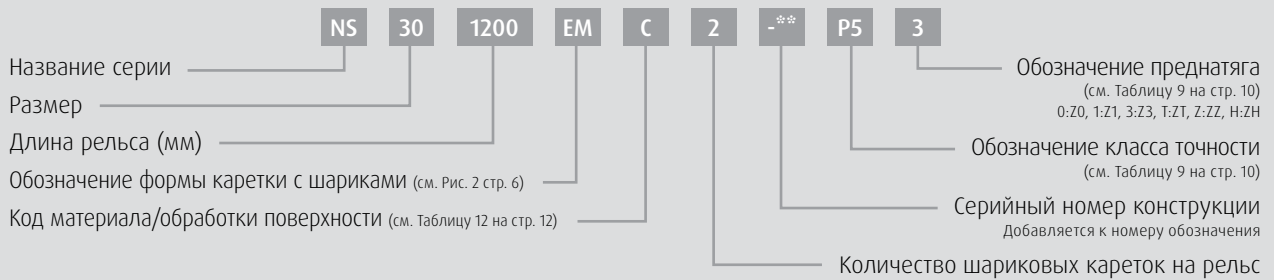 NS 30 1200 EM C 2 -** P5 3
Название серии
Размер
Длина рельса (мм)
Обозначение формы каретки с шариками (см. Рис. 2 стр. 6)
Код материала/обработки поверхности (см. Таблицу 12 на стр. 12)
Обозначение преднатяга
(см. Таблицу 9 на стр. 10)
0:Z0, 1:Z1, 3:Z3, T:ZT, Z:ZZ, H:ZH
Обозначение класса точности
(см. Таблицу 9 на стр. 10)
Серийный номер конструкции
Добавляется к номеру обозначения
Количество шариковых кареток на рельс